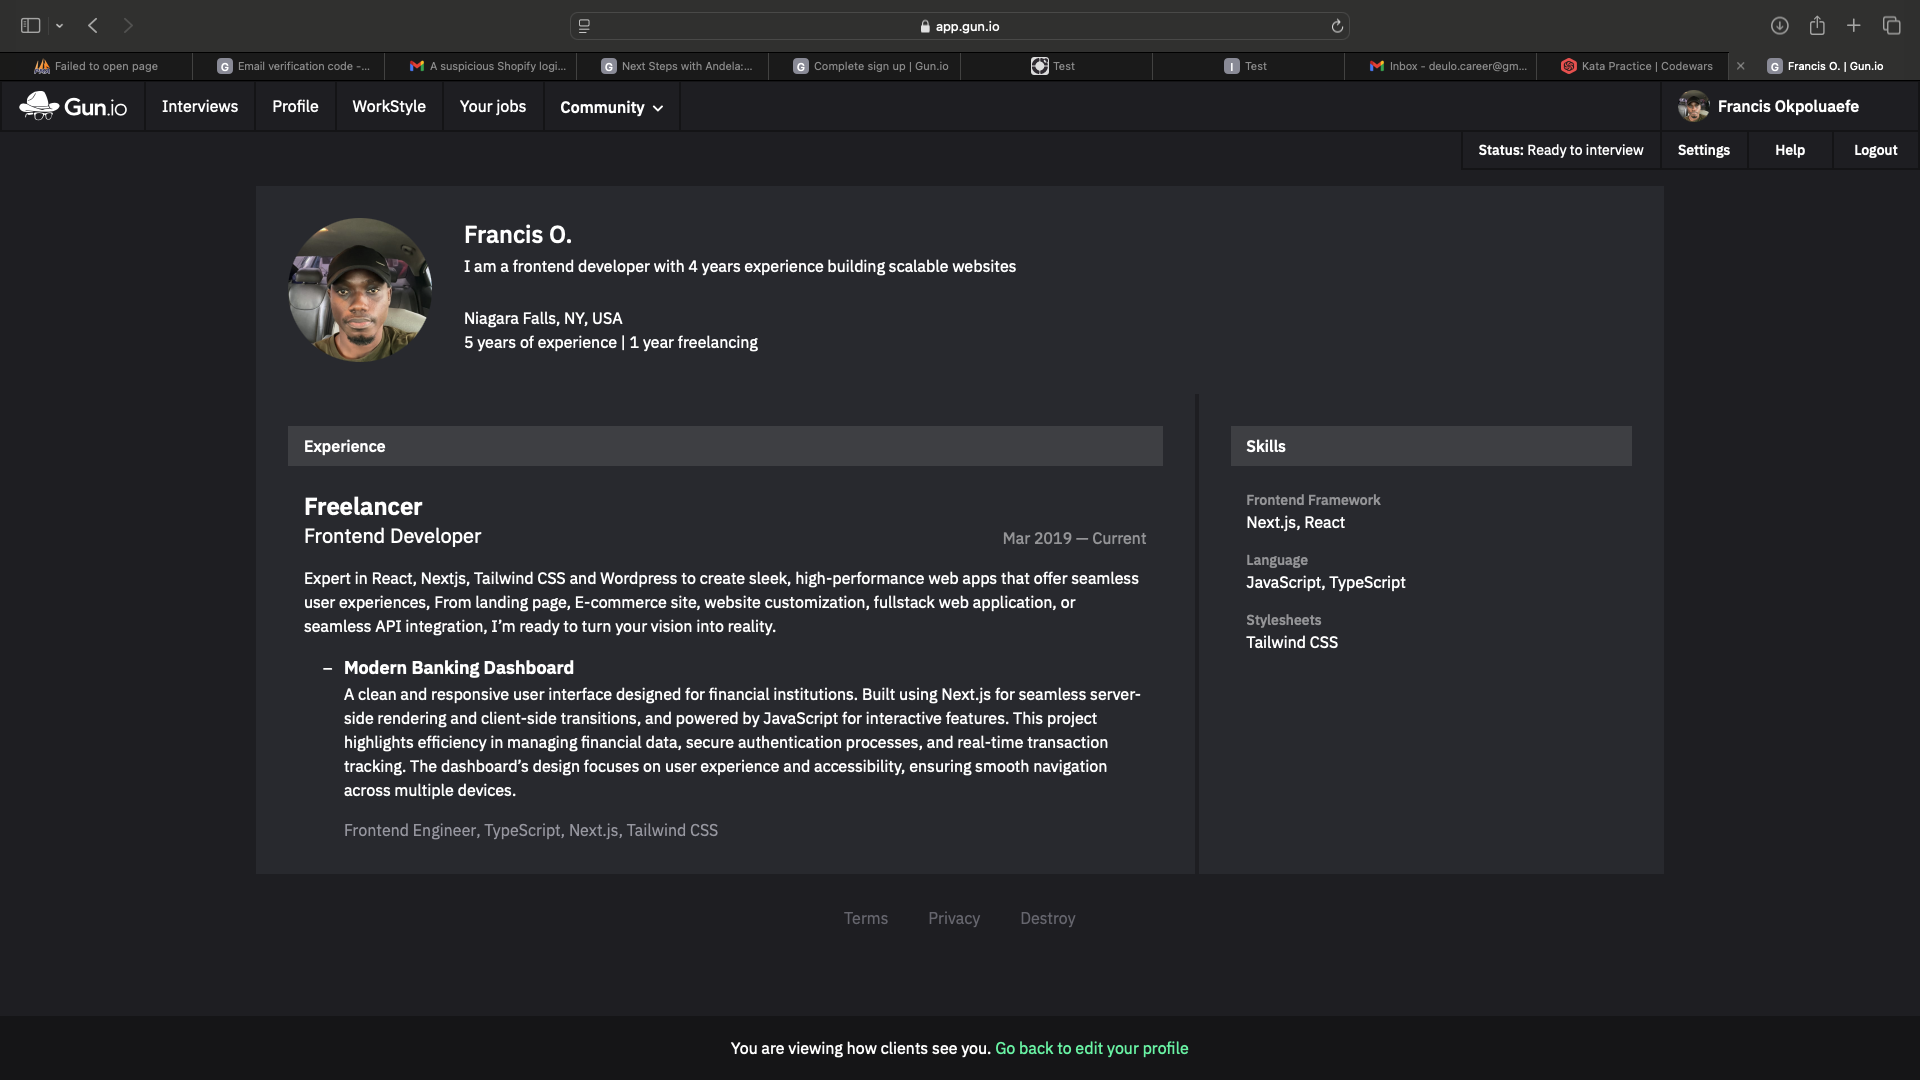 app.gun.io
Failed to open page
Email verification code -...
A suspicious Shopify logi...
Next Steps with Andela:...
Complete sign up | Gun.io
Test
Test
Inbox - deulo.career@gm...
Kata Practice | Codewars
Francis O. | Gun.io
Gun.io
Interviews
Profile
WorkStyle
Your jobs
Community
Francis Okpoluaefe
Status: Ready to interview
Settings
Help
Logout
Francis O.
I am a frontend developer with 4 years experience building scalable websites
Niagara Falls, NY, USA
5 years of experience | 1 year freelancing
Experience
Freelancer
Frontend Developer
Mar 2019 — Current
Expert in React, Nextjs, Tailwind CSS and Wordpress to create sleek, high-performance web apps that offer seamless
user experiences, From landing page, E-commerce site, website customization, fullstack web application, or
seamless API integration, I’m ready to turn your vision into reality.
– Modern Banking Dashboard
A clean and responsive user interface designed for financial institutions. Built using Next.js for seamless server-
side rendering and client-side transitions, and powered by JavaScript for interactive features. This project
highlights efficiency in managing financial data, secure authentication processes, and real-time transaction
tracking. The dashboard’s design focuses on user experience and accessibility, ensuring smooth navigation
across multiple devices.
Frontend Engineer, TypeScript, Next.js, Tailwind CSS
Skills
Frontend Framework
Next.js, React
Language
JavaScript, TypeScript
Stylesheets
Tailwind CSS
Terms
Privacy
Destroy
You are viewing how clients see you. Go back to edit your profile